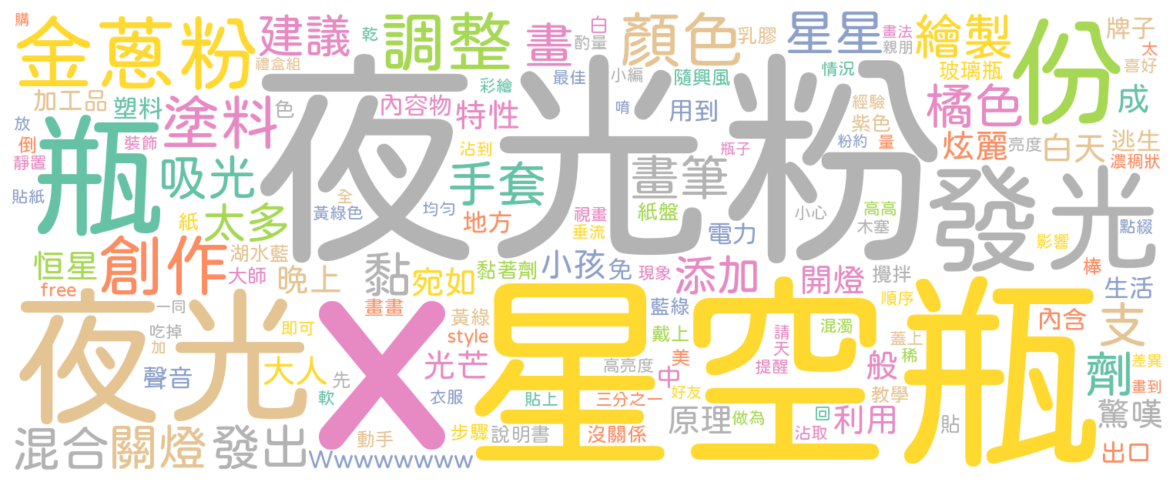 購
金蔥粉
建議
禮盒組
乾
調整
畫
白
酌量
顏色
乳膠
星星
畫法
親朋
繪製
份
牌子
太
喜好
加工品
塑料
塗料
色
彩繪
內容物
特性
最佳
小編
隨興風
情況
玻璃瓶
橘色
成
放
倒
靜置
瓶
裝飾
吸光
夜光粉
沾到
手套
唷
用到
瓶子
畫筆
經驗
紫色
粉約
量
炫麗
亮度
白天
逃生
濃稠狀
貼紙
紙
太多
全
黃綠色
均勻
地方
視畫
垂流
紙盤
電力
小心
高高
木塞
發光
影響
點綴
恒星
創作
湖水藍
大師
晚上
黏
宛如
黏著劑
小孩
免
現象
添加
開燈
攪拌
棒
生活
free
一同
夜光
吃掉
加
即可
畫畫
X
黃綠
style
星空瓶
藍綠
戴上
請
天
提醒
混濁
順序
蓋上
稀
內含
支
聲音
大人
先
軟
光芒
衣服
高亮度
美
中
好友
般
教學
劑
差異
畫到
混合
關燈
發出
動手
步驟
說明書
貼上
三分之一
沒關係
原理
做為
沾取
回
利用
貼
驚嘆
出口
Wwwwwwww